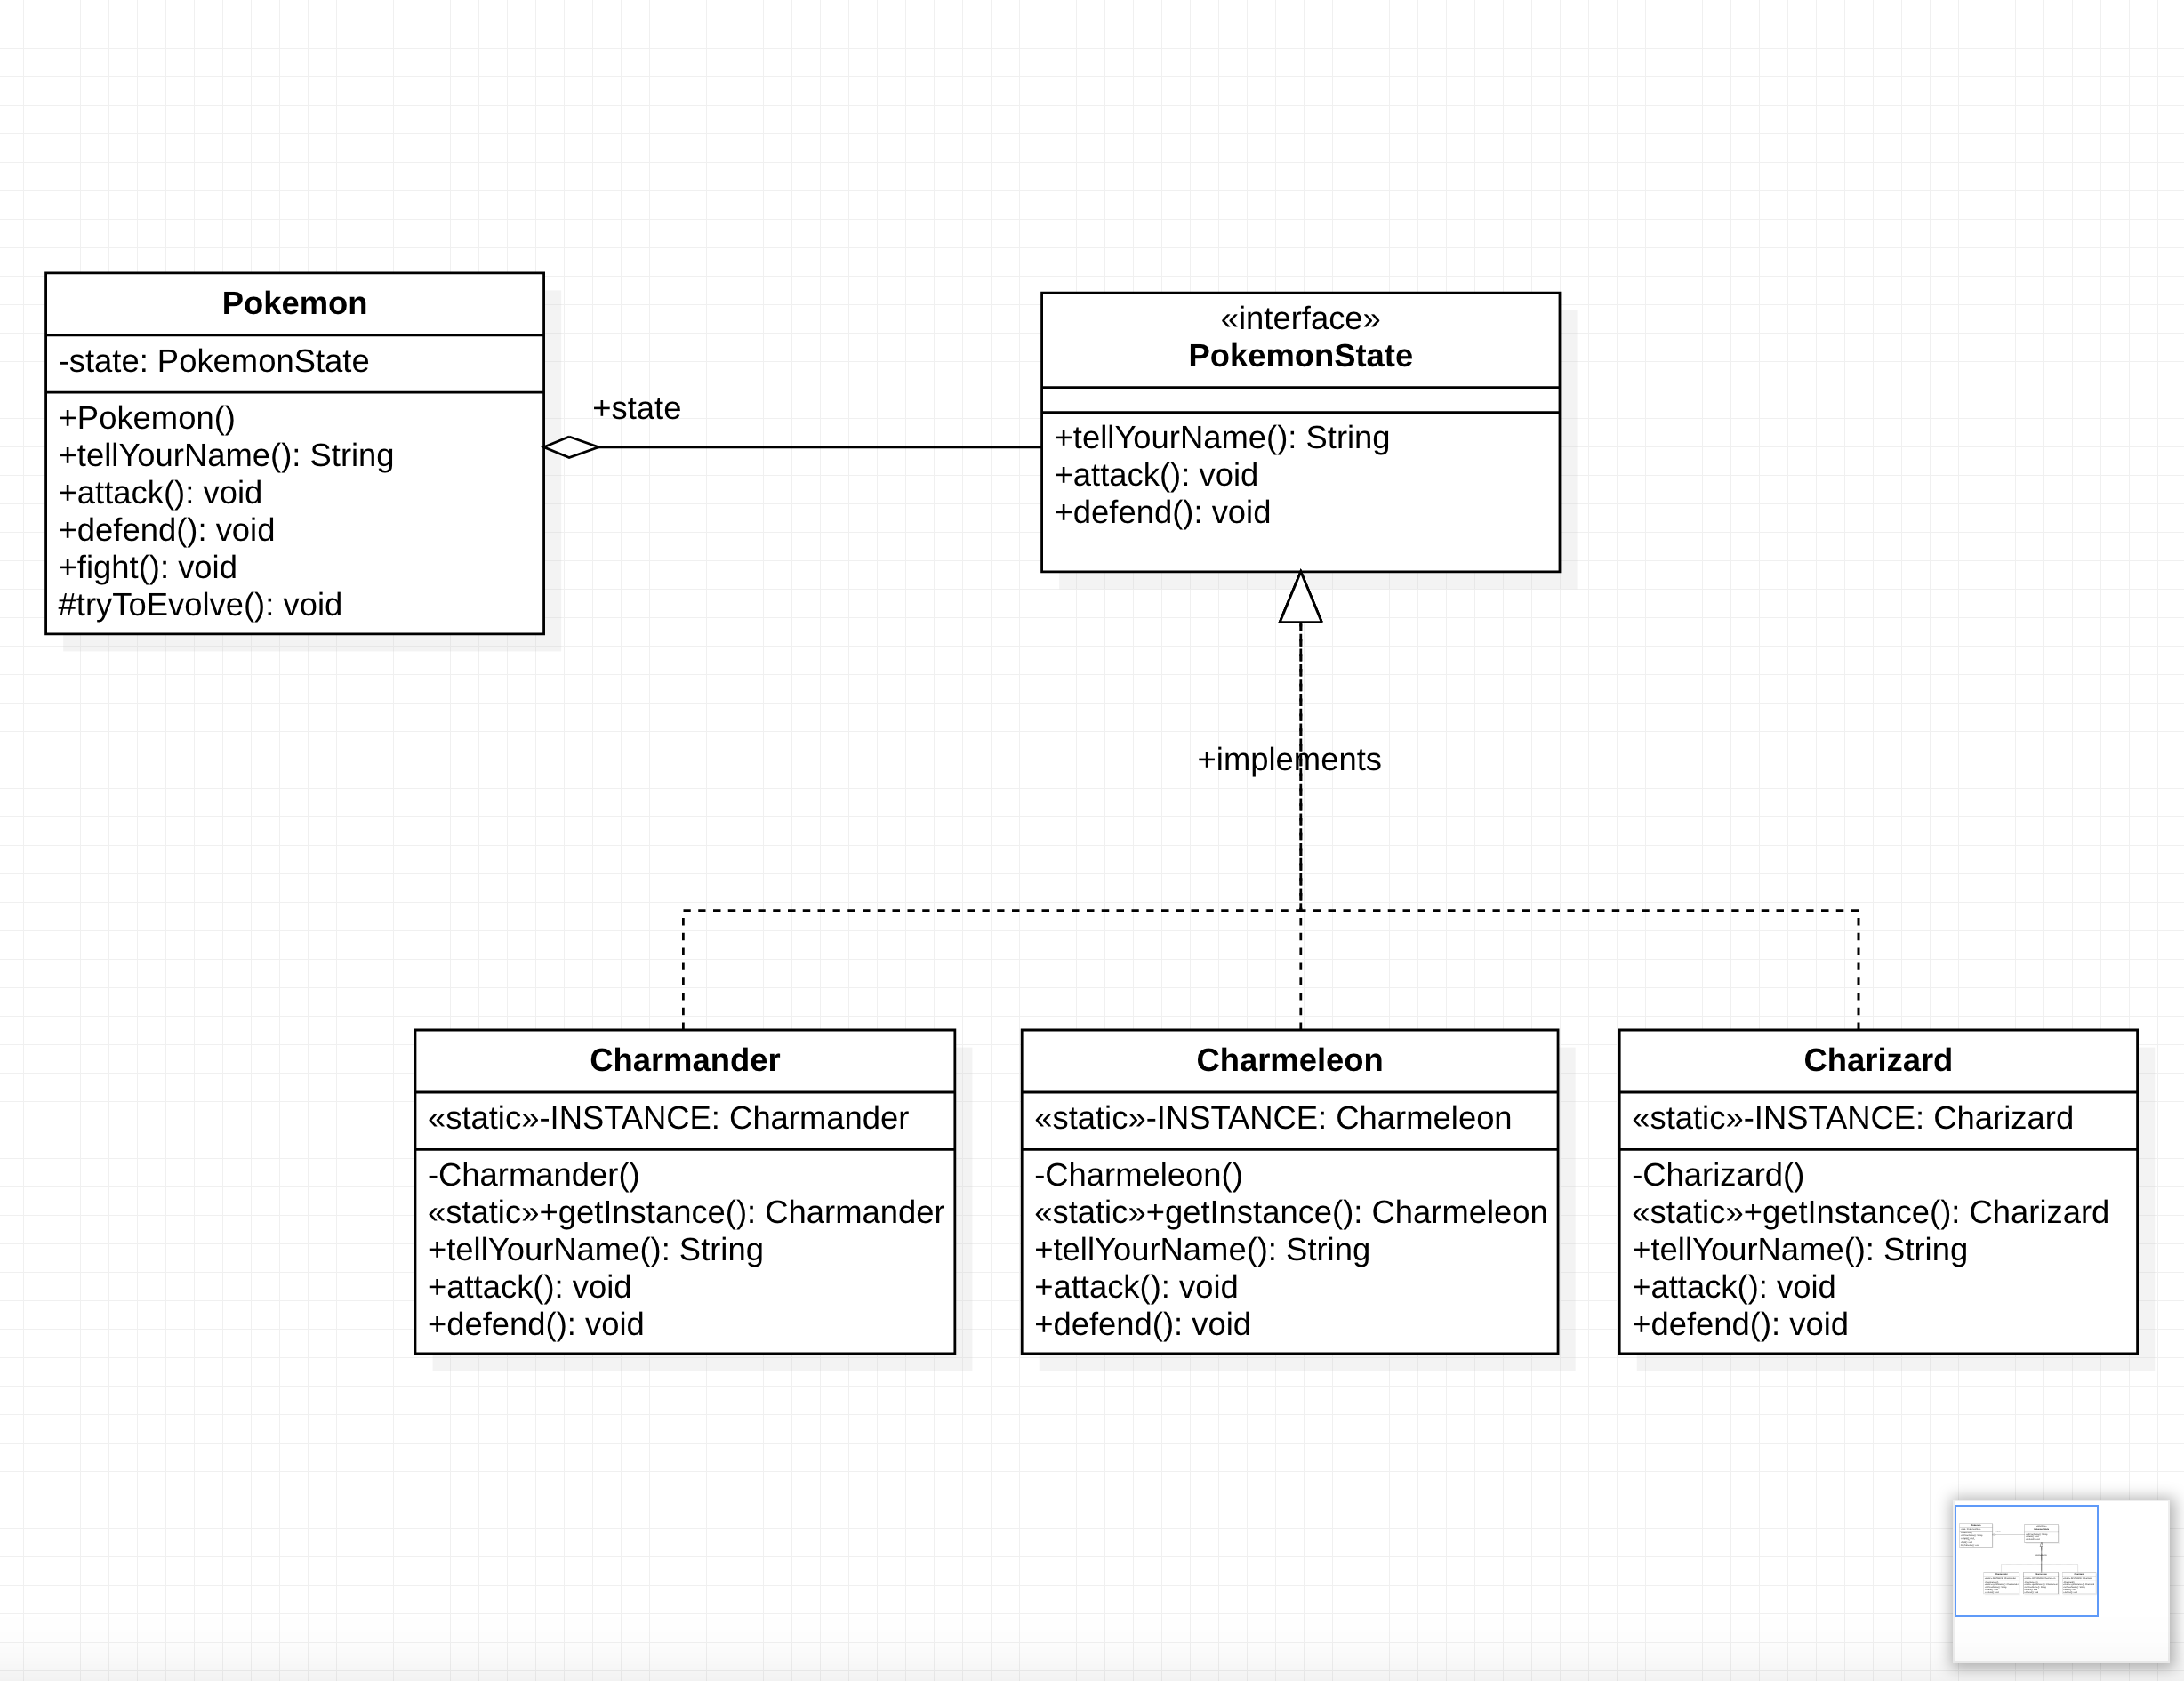 Pokemon
-state: PokemonState
+Pokemon()
+tellYourName(): String
+attack(): void
+defend(): void
+fight(): void
#tryToEvolve(): void
+state
«interface»
PokemonState
+tellYourName(): String
+attack(): void
+defend(): void
+implements
Charmander
«static»-INSTANCE: Charmander
-Charmander()
«static»+getInstance(): Charmander
+tellYourName(): String
+attack(): void
+defend(): void
Charmeleon
«static»-INSTANCE: Charmeleon
-Charmeleon()
«static»+getInstance(): Charmeleon
+tellYourName(): String
+attack(): void
+defend(): void
Charizard
«static»-INSTANCE: Charizard
-Charizard()
«static»+getInstance(): Charizard
+tellYourName(): String
+attack(): void
+defend(): void